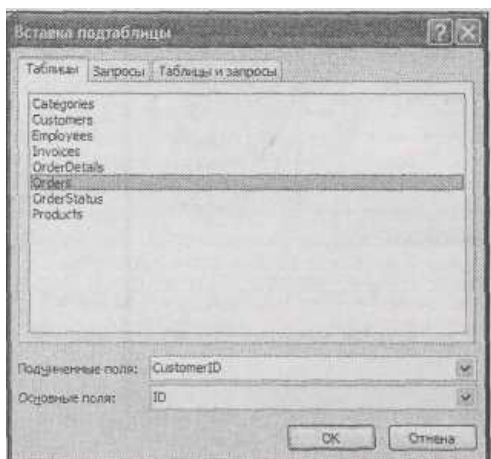 Вставка подтаблицы
Таблицы Запросы Таблицы и запросы
Categories
Customers
Employees
Invoices
OrderDetails
Orders
OrderStatus
Products
Подчиненные поля: CustomerID
Основные поля: ID
OK Отмена